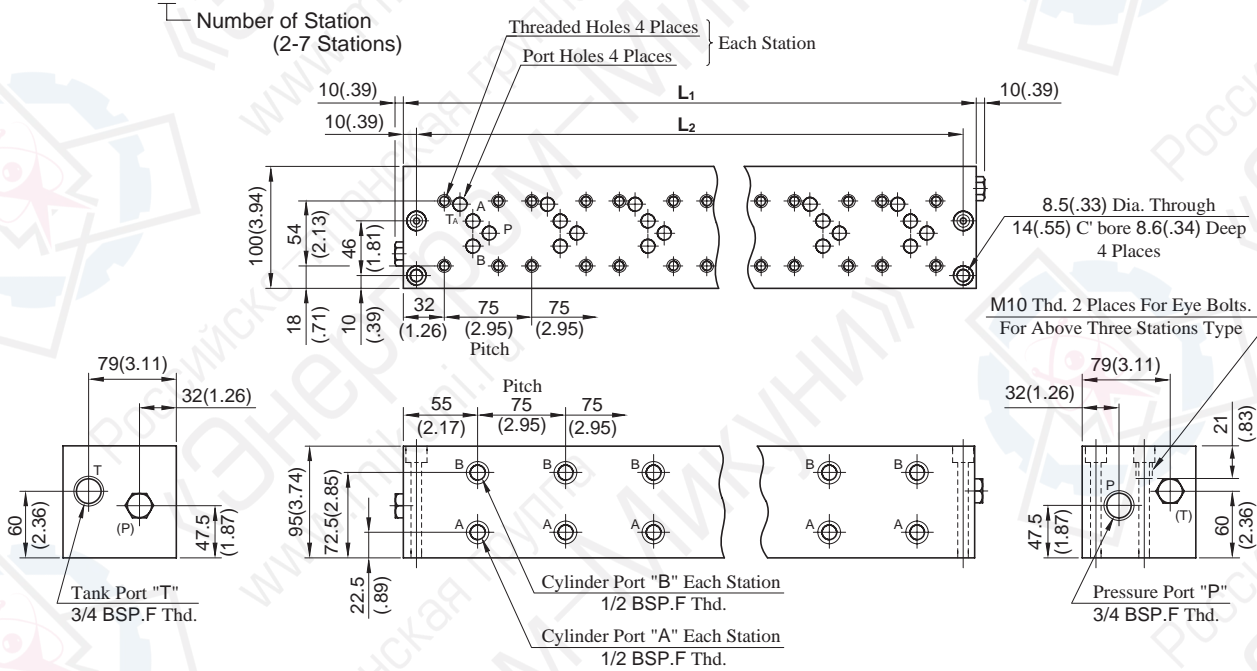 Number of Station
(2-7 Stations)
Threaded Holes 4 Places
Port Holes 4 Places
Each Station
10(.39)
L1
10(.39)
10(.39)
L2
100(3.94)
54
(2.13)
46
(1.81)
18
(.71)
10
(.39)
TA
A
P
B
32
(1.26)
75
(2.95)
Pitch
75
(2.95)
8.5(.33) Dia. Through
14(.55) C' bore 8.6(.34) Deep
4 Places
M10 Thd. 2 Places For Eye Bolts.
For Above Three Stations Type
79(3.11)
32(1.26)
T
(P)
60
(2.36)
47.5
(1.87)
Tank Port "T"
3/4 BSP.F Thd.
Pitch
55
(2.17)
75
(2.95)
75
(2.95)
95(3.74)
72.5(2.85)
22.5
(.89)
B
B
B
B
B
A
A
A
A
A
Cylinder Port "B" Each Station
1/2 BSP.F Thd.
Cylinder Port "A" Each Station
1/2 BSP.F Thd.
79(3.11)
32(1.26)
21
(.83)
P
(T)
47.5
(1.87)
60
(2.36)
Pressure Port "P"
3/4 BSP.F Thd.